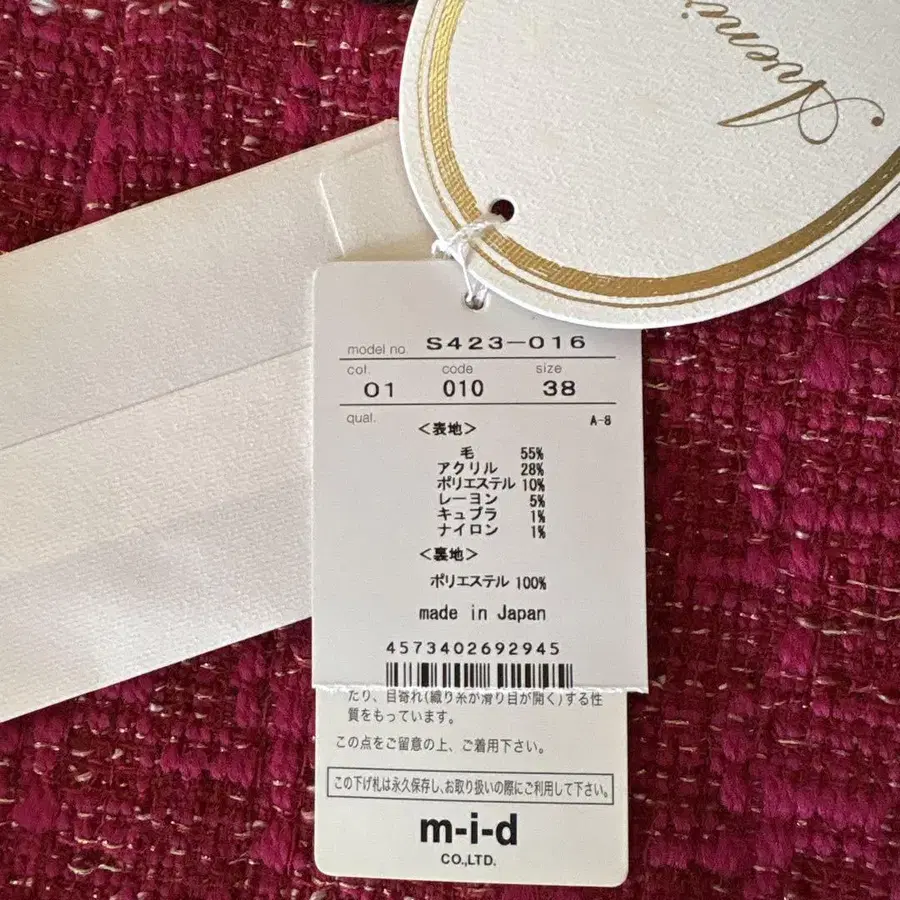 model no. S423-016
col. code size
01 010 38
qual. A-8
<表地>
毛 55%
アクリル 28%
ポリエステル 10%
レーヨン 5%
キュプラ 1%
ナイロン 1%
<裏地>
ポリエステル 100%
made in Japan
4573402692945
たり、目寄れ(織り糸が滑り目が開く)する性
質をもっています。
この点をご留意の上、ご着用下さい。
この下げ札は永久保存し、お取り扱いの際にご利用して下さい。
m-i-d
CO.,LTD.